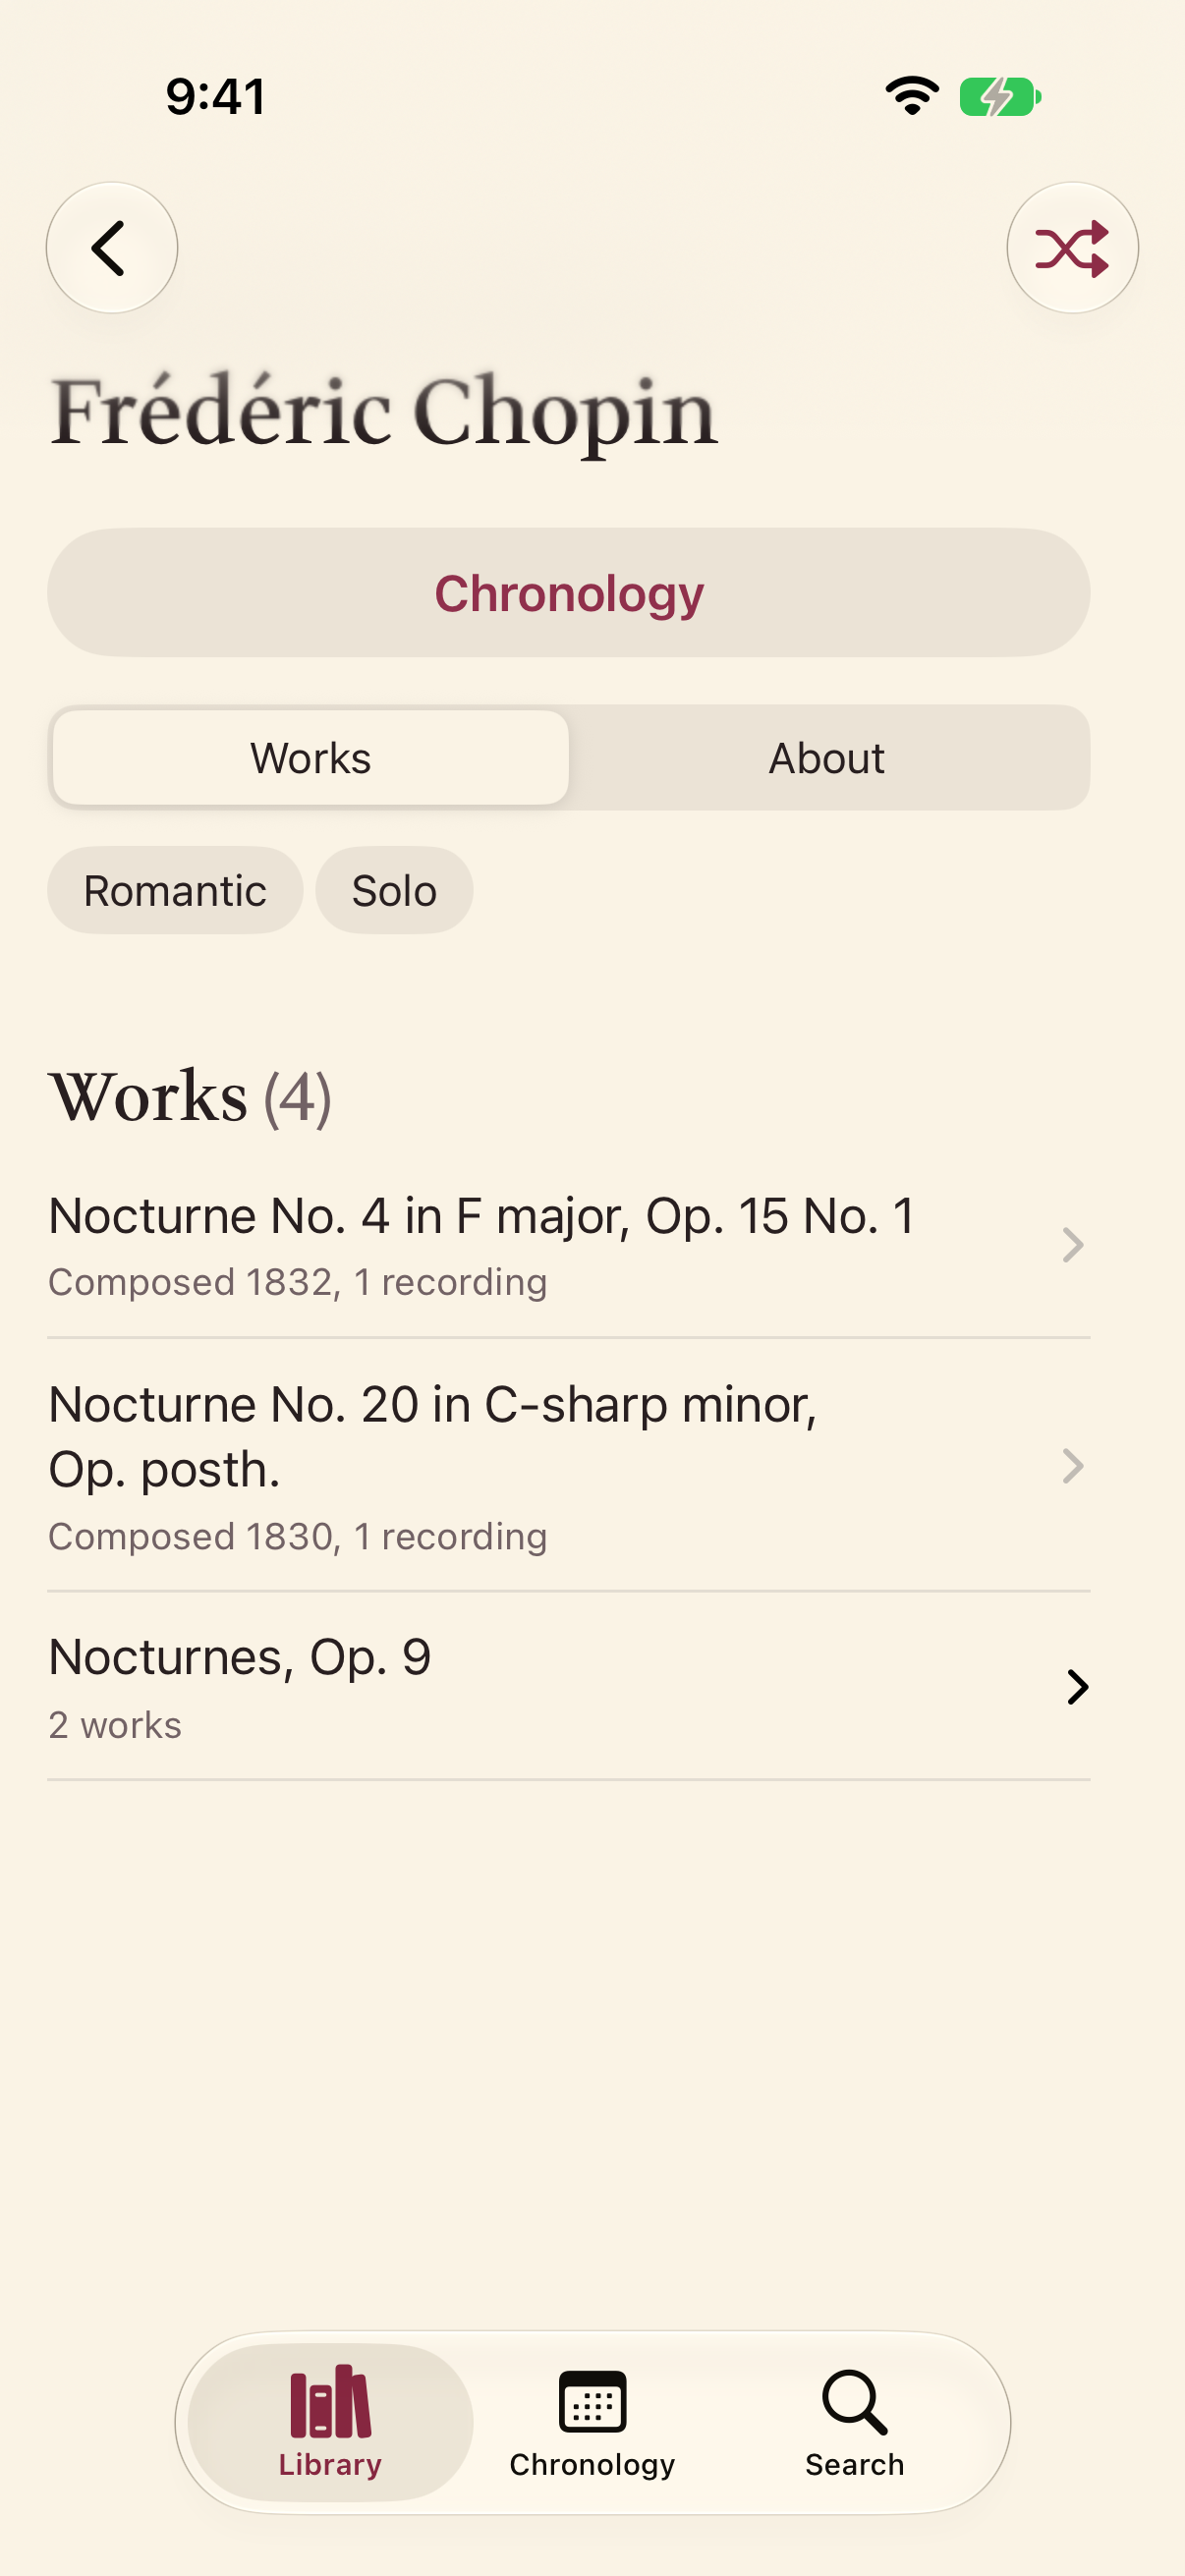 9:41
Frédéric Chopin
Chronology
Works
About
Romantic
Solo
Works (4)
Nocturne No. 4 in F major, Op. 15 No. 1
Composed 1832, 1 recording
Nocturne No. 20 in C-sharp minor,
Op. posth.
Composed 1830, 1 recording
Nocturnes, Op. 9
2 works
Library
Chronology
Search